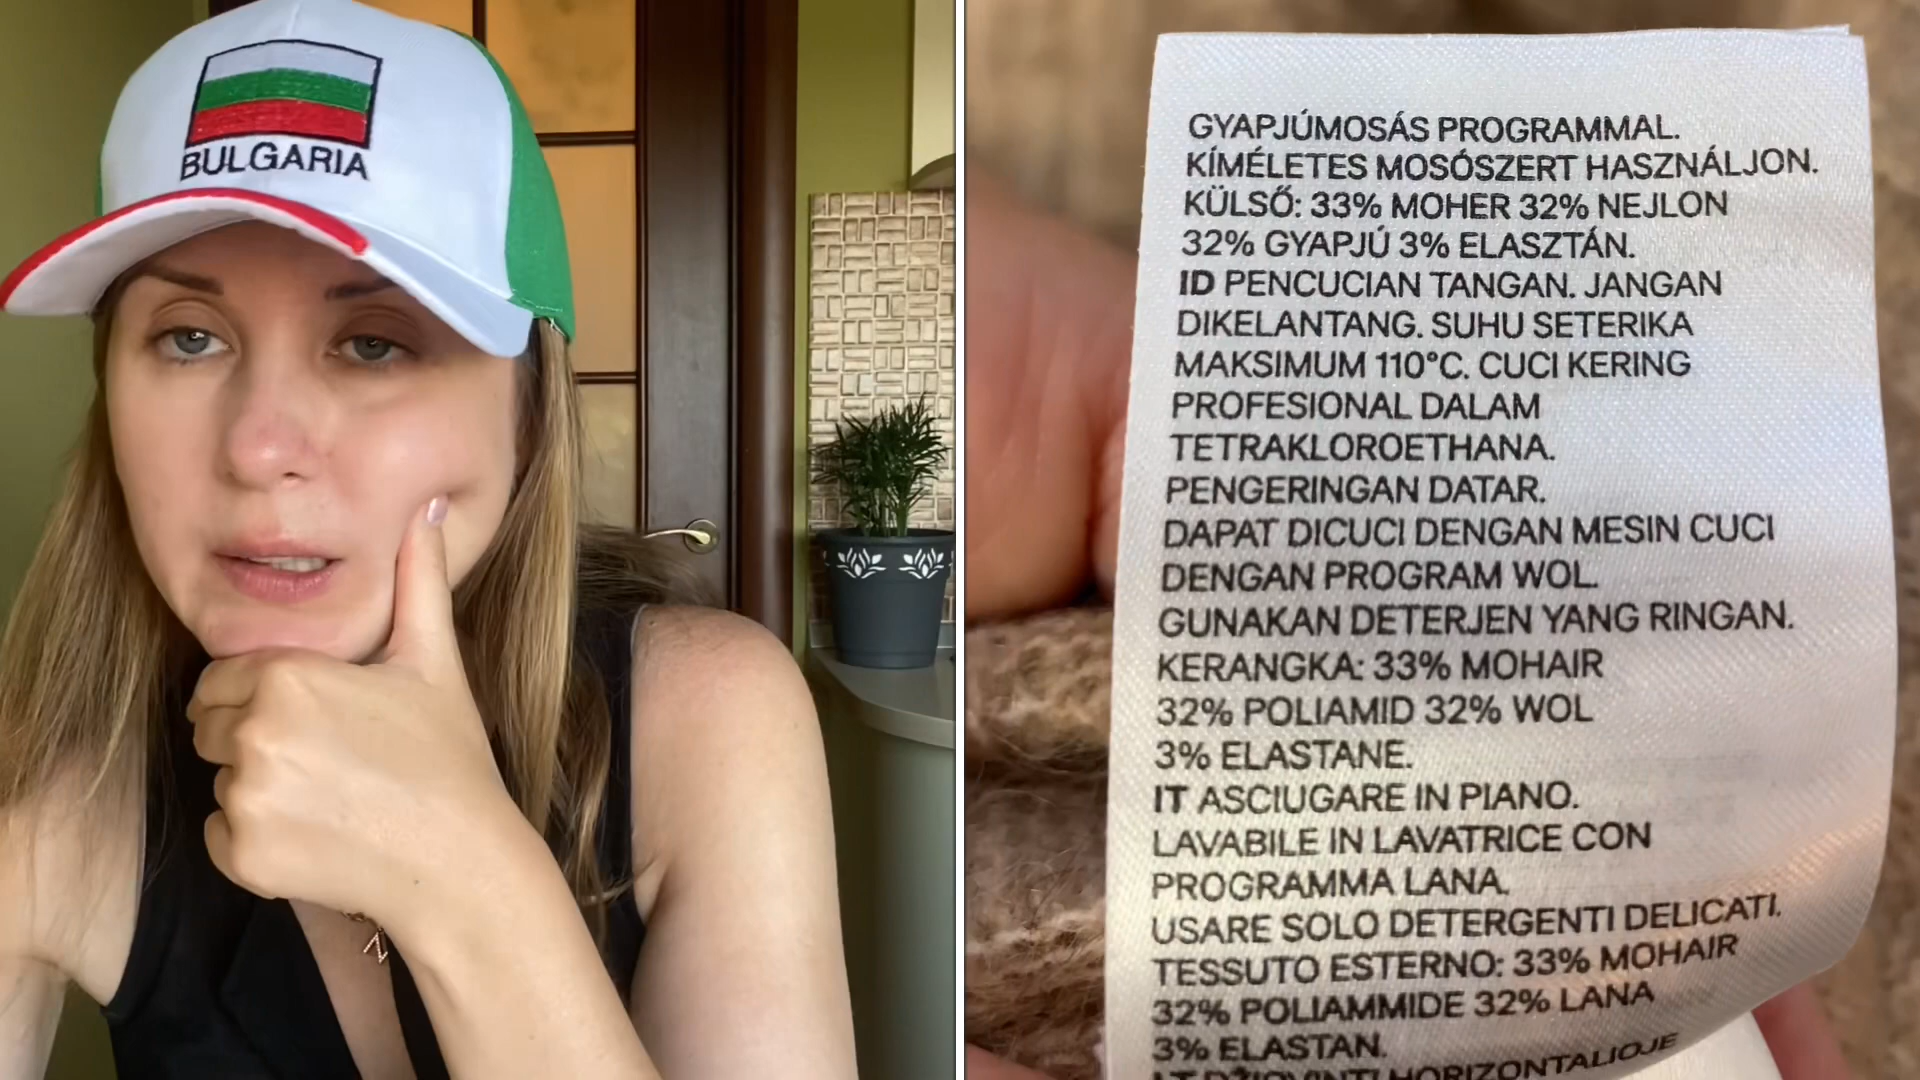 BULGARIA
GYAPJÚMOSÁS PROGRAMMAL.
KÍMÉLETES MOSÓSZERT HASZNÁLJON.
KÜLSŐ: 33% MOHER 32% NEJLON
32% GYAPJÚ 3% ELASZTÁN.
ID PENCUCIAN TANGAN. JANGAN
DIKELANTANG. SUHU SETERIKA
MAKSIMUM 110°C. CUCI KERING
PROFESIONAL DALAM
TETRAKLOROETHANA.
PENGERINGAN DATAR.
DAPAT DICUCI DENGAN MESIN CUCI
DENGAN PROGRAM WOL.
GUNAKAN DETERJEN YANG RINGAN.
KERANGKA: 33% MOHAIR
32% POLIAMID 32% WOL
3% ELASTANE.
IT ASCIUGARE IN PIANO.
LAVABILE IN LAVATRICE CON
PROGRAMMA LANA.
USARE SOLO DETERGENTI DELICATI.
TESSUTO ESTERNO: 33% MOHAIR
32% POLIAMMIDE 32% LANA
3% ELASTAN.
HORIZONTALIOJE